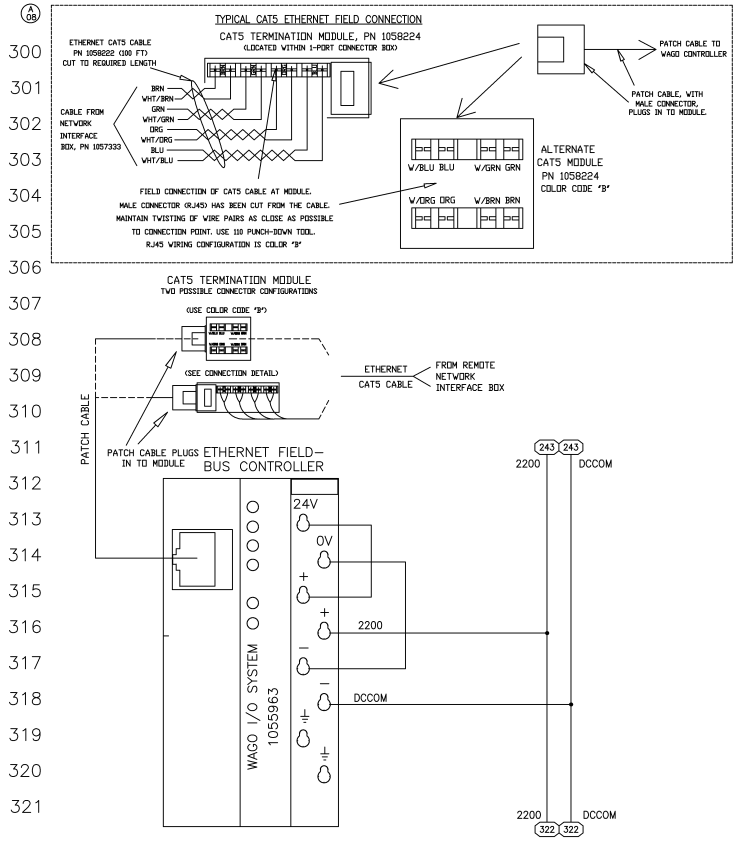 A
08
TYPICAL CAT5 ETHERNET FIELD CONNECTION
CAT5 TERMINATION MODULE, PN 1058224
(LOCATED WITHIN 1-PORT CONNECTOR BOX)
ETHERNET CAT5 CABLE
PN 1058222 (100 FT)
CUT TO REQUIRED LENGTH
PATCH CABLE TO
WAGO CONTROLLER
PATCH CABLE, WITH
MALE CONNECTOR,
PLUGS IN TO MODULE.
BRN
WHT/BRN
GRN
WHT/GRN
ORG
WHT/ORG
BLU
WHT/BLU
CABLE FROM
NETWORK
INTERFACE
BOX, PN 1057333
W/BLU BLU W/GRN GRN
W/ORG ORG W/BRN BRN
ALTERNATE
CAT5 MODULE
PN 1058224
COLOR CODE "B"
FIELD CONNECTION OF CAT5 CABLE AT MODULE.
MALE CONNECTOR (RJ45) HAS BEEN CUT FROM THE CABLE.
MAINTAIN TWISTING OF WIRE PAIRS AS CLOSE AS POSSIBLE
TO CONNECTION POINT. USE 110 PUNCH-DOWN TOOL.
RJ45 WIRING CONFIGURATION IS COLOR "B"
300
301
302
303
304
305
306
307
308
309
310
311
312
313
314
315
316
317
318
319
320
321
CAT5 TERMINATION MODULE
TWO POSSIBLE CONNECTOR CONFIGURATIONS
(USE COLOR CODE "B")
(SEE CONNECTION DETAIL)
ETHERNET
CAT5 CABLE
FROM REMOTE
NETWORK
INTERFACE BOX
PATCH CABLE
PATCH CABLE PLUGS
IN TO MODULE
ETHERNET FIELD-
BUS CONTROLLER
243 243
2200 DCCOM
24V
0V
+
+
2200
−
−
DCCOM
WAGO I/O SYSTEM
1055963
2200 DCCOM
322 322